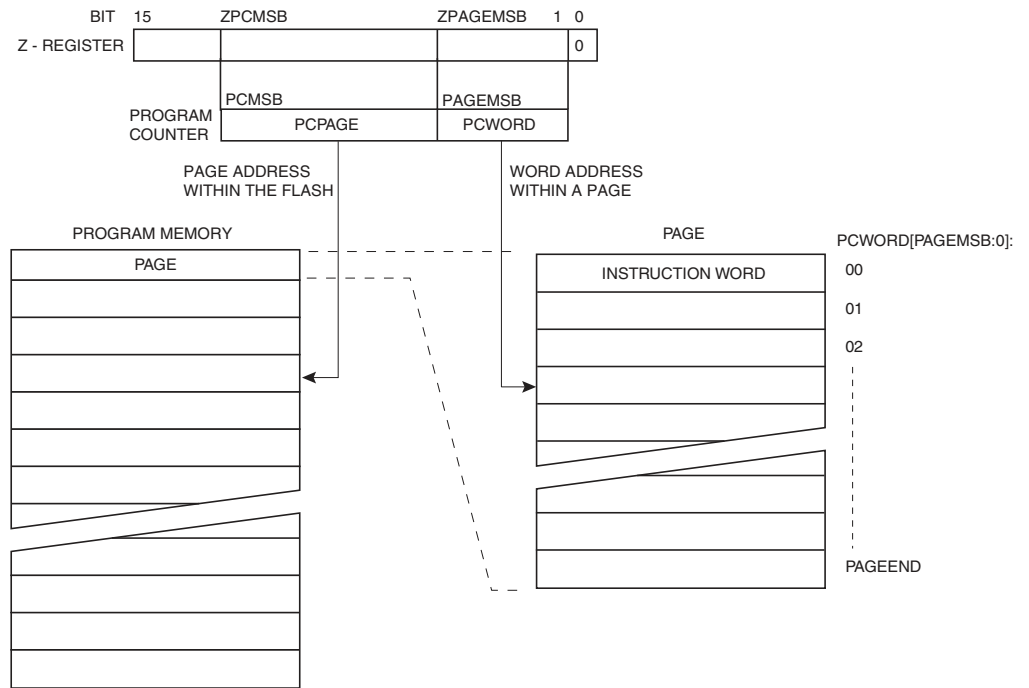 BIT 15 ZPCMSB ZPAGEMSB 1 0
Z - REGISTER 0
PCMSB PAGEMSB
PROGRAM
COUNTER
PCPAGE PCWORD
PAGE ADDRESS
WITHIN THE FLASH
WORD ADDRESS
WITHIN A PAGE
PROGRAM MEMORY
PAGE
PAGE
PCWORD[PAGEMSB:0]:
INSTRUCTION WORD
00
01
02
PAGEEND